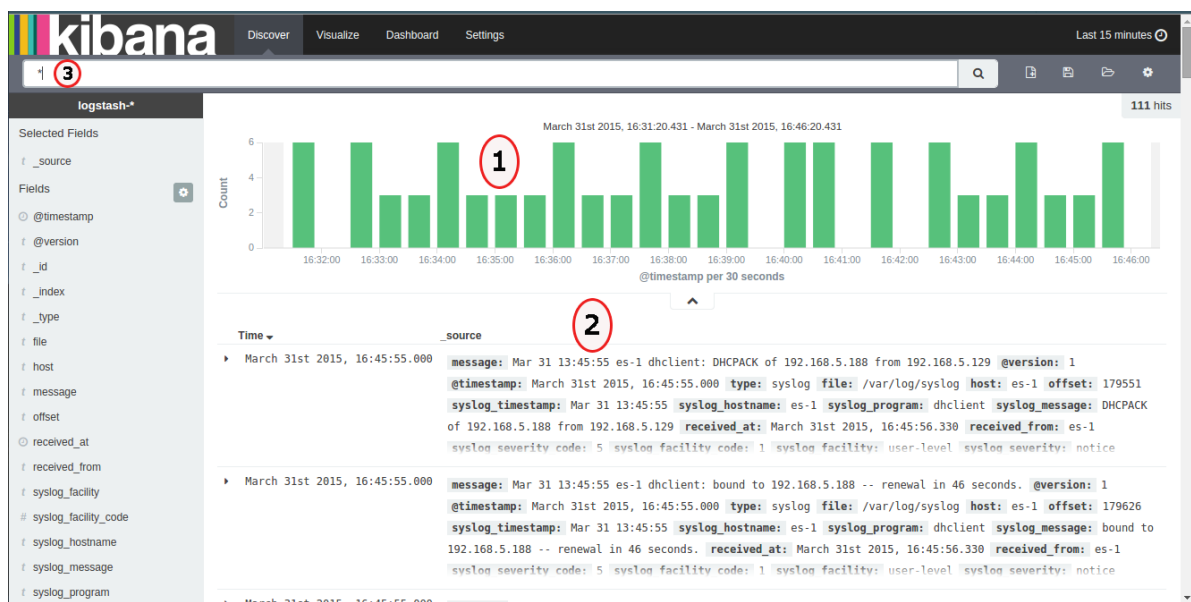 kibana
Discover Visualize Dashboard Settings Last 15 minutes
* 3
logstash-*
111 hits
Selected Fields
t _source
Fields
@timestamp
t @version
t _id
t _index
t _type
t file
t host
t message
t offset
received_at
t received_from
t syslog_facility
# syslog_facility_code
t syslog_hostname
t syslog_message
t syslog_program
March 31st 2015, 16:31:20.431 - March 31st 2015, 16:46:20.431
1
Count
6
4
2
0
16:32:00 16:33:00 16:34:00 16:35:00 16:36:00 16:37:00 16:38:00 16:39:00 16:40:00 16:41:00 16:42:00 16:43:00 16:44:00 16:45:00 16:46:00
@timestamp per 30 seconds
2
Time _source
March 31st 2015, 16:45:55.000 message: Mar 31 13:45:55 es-1 dhclient: DHCPACK of 192.168.5.188 from 192.168.5.129 @version: 1
@timestamp: March 31st 2015, 16:45:55.000 type: syslog file: /var/log/syslog host: es-1 offset: 179551
syslog_timestamp: Mar 31 13:45:55 syslog_hostname: es-1 syslog_program: dhclient syslog_message: DHCPACK
of 192.168.5.188 from 192.168.5.129 received_at: March 31st 2015, 16:45:56.330 received_from: es-1
syslog_severity_code: 5 syslog_facility_code: 1 syslog_facility: user-level syslog_severity: notice
March 31st 2015, 16:45:55.000 message: Mar 31 13:45:55 es-1 dhclient: bound to 192.168.5.188 -- renewal in 46 seconds. @version: 1
@timestamp: March 31st 2015, 16:45:55.000 type: syslog file: /var/log/syslog host: es-1 offset: 179626
syslog_timestamp: Mar 31 13:45:55 syslog_hostname: es-1 syslog_program: dhclient syslog_message: bound to
192.168.5.188 -- renewal in 46 seconds. received_at: March 31st 2015, 16:45:56.330 received_from: es-1
syslog_severity_code: 5 syslog_facility_code: 1 syslog_facility: user-level syslog_severity: notice
March 31st 2015, 16:45:55.000